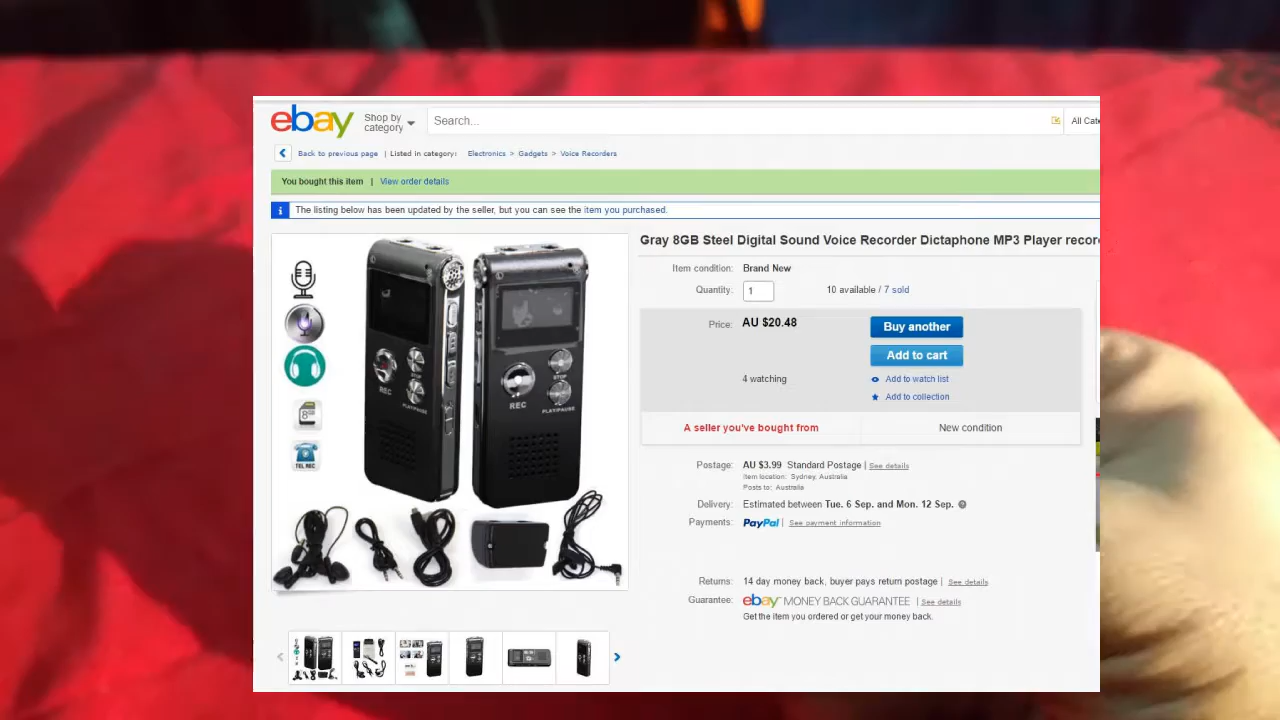 ebay
Shop by
category
Search...
All Cate
Back to previous page | Listed in category: Electronics > Gadgets > Voice Recorders
You bought this item | View order details
i The listing below has been updated by the seller, but you can see the item you purchased.
Gray 8GB Steel Digital Sound Voice Recorder Dictaphone MP3 Player recor
Item condition: Brand New
Quantity: 1 10 available / 7 sold
Price: AU $20.48
Buy another
Add to cart
4 watching
Add to watch list
Add to collection
A seller you've bought from
New condition
Postage: AU $3.99 Standard Postage | See details
Item location: Sydney, Australia
Posts to: Australia
Delivery: Estimated between Tue. 6 Sep. and Mon. 12 Sep.
Payments: PayPal | See payment information
Returns: 14 day money back, buyer pays return postage | See details
Guarantee: ebay MONEY BACK GUARANTEE | See details
Get the item you ordered or get your money back.
8GB
TEL REC
REC
STOP
PLAY/PAUSE
REC
STOP
PLAY/PAUSE